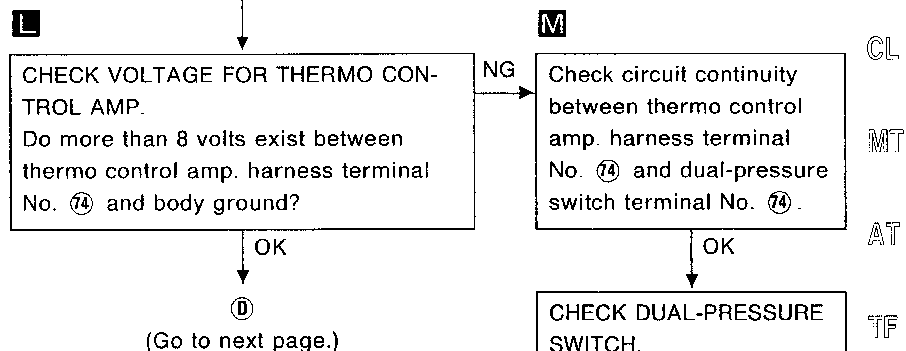 L
CHECK VOLTAGE FOR THERMO CON-
TROL AMP.
Do more than 8 volts exist between
thermo control amp. harness terminal
No. 74 and body ground?
NG
OK
D
(Go to next page.)
M
Check circuit continuity
between thermo control
amp. harness terminal
No. 74 and dual-pressure
switch terminal No. 74.
OK
CHECK DUAL-PRESSURE
SWITCH.
CL
MT
AT
TF